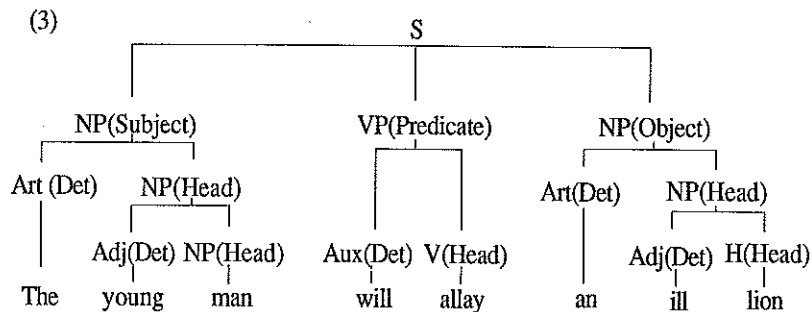 (3)
S
NP(Subject) VP(Predicate) NP(Object)
Art (Det) NP(Head) Art(Det) NP(Head)
Adj(Det) NP(Head) Aux(Det) V(Head) Adj(Det) H(Head)
The young man will allay an ill lion